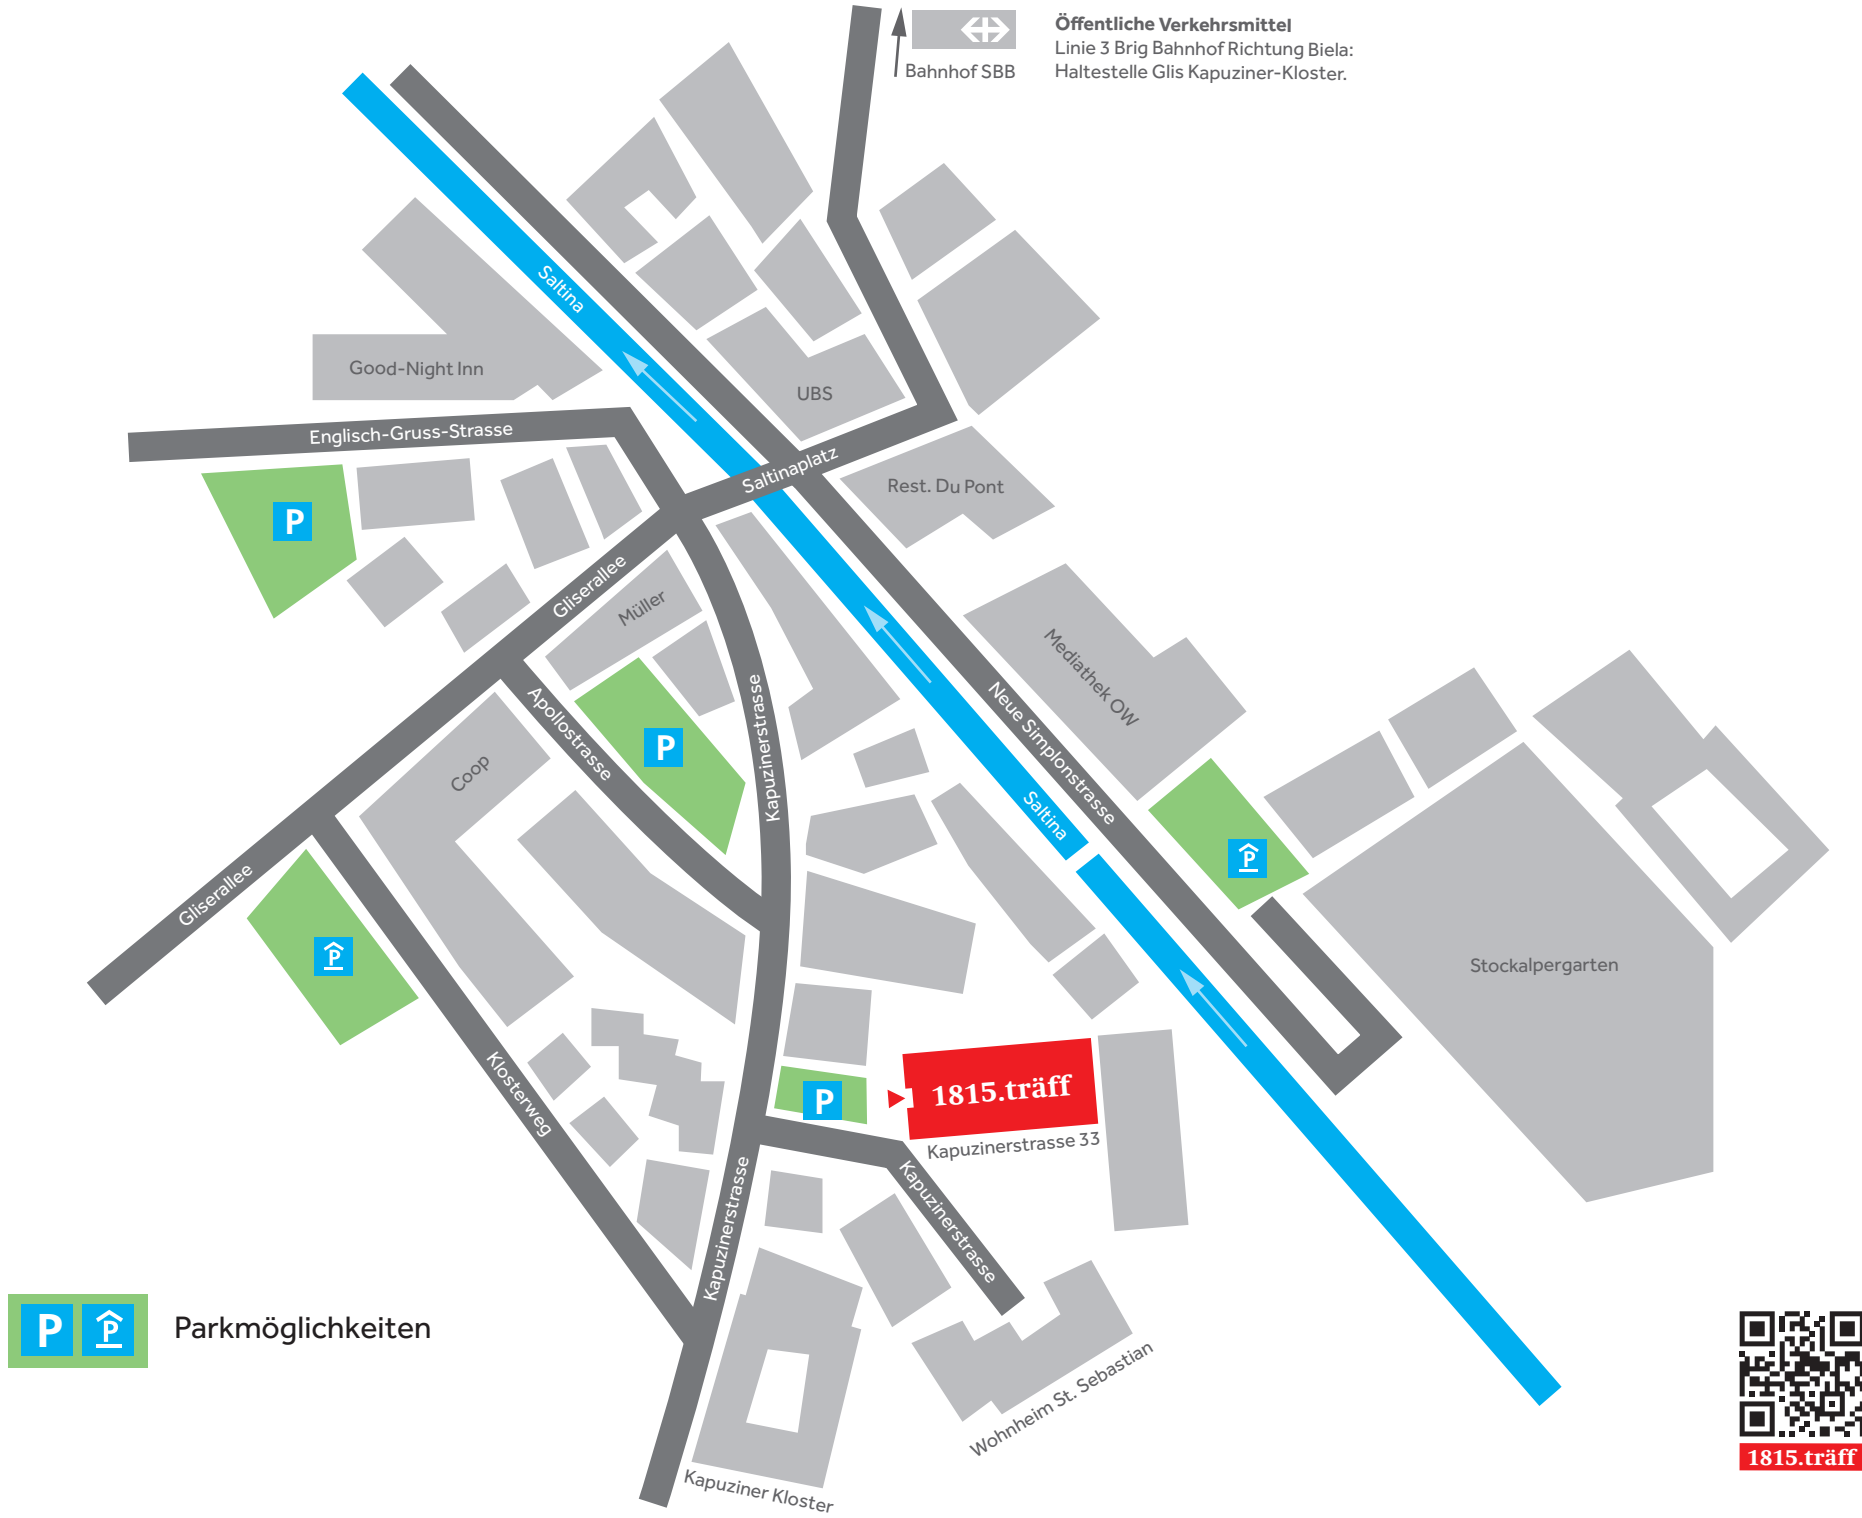 Öffentliche Verkehrsmittel
Linie 3 Brig Bahnhof Richtung Biela:
Haltestelle Glis Kapuziner-Kloster.
Bahnhof SBB
Saltina
Good-Night Inn
UBS
Englisch-Gruss-Strasse
Saltinaplatz
Rest. Du Pont
P
Gliserallee
Müller
Mediathek OW
Kapuzinerstrasse
Neue Simplonstrasse
Apollostrasse
P
Coop
Saltina
P
Gliserallee
P
Stockalpergarten
Klosterweg
P
1815.träff
Kapuzinerstrasse 33
Kapuzinerstrasse
Kapuzinerstrasse
P P Parkmöglichkeiten
Wohnheim St. Sebastian
Kapuziner Kloster
1815.träff